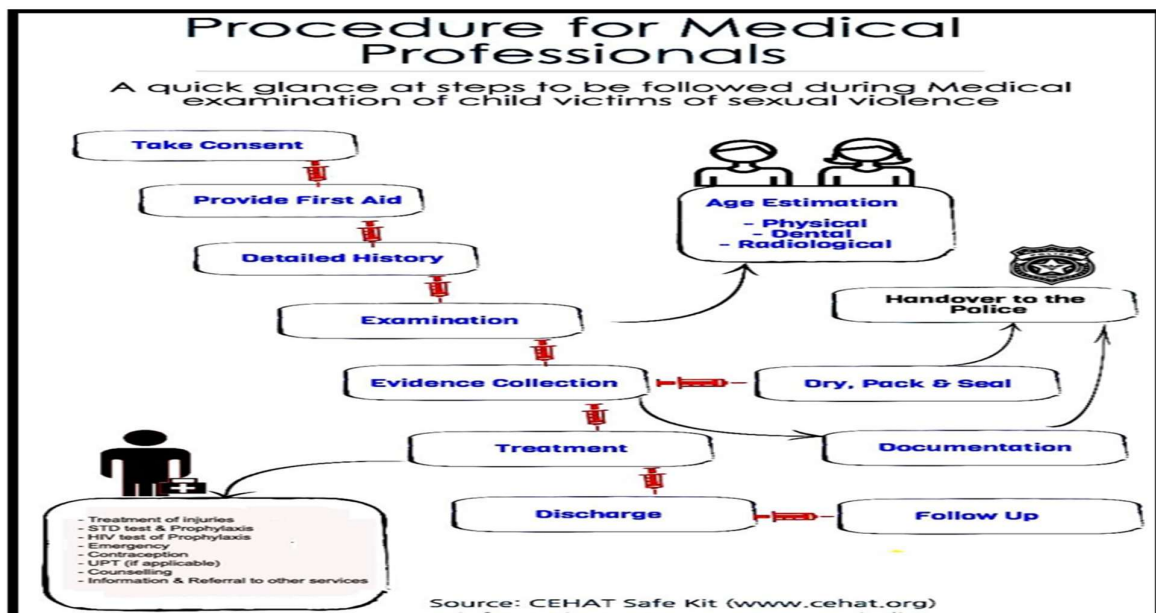 Procedure for Medical
Professionals
A quick glance at steps to be followed during Medical
examination of child victims of sexual violence
Take Consent
Provide First Aid
Detailed History
Examination
Age Estimation
- Physical
- Dental
- Radiological
Handover to the
Police
Evidence Collection
Dry, Pack & Seal
Treatment
Documentation
Discharge
Follow Up
- Treatment of injuries
- STD test & Prophylaxis
- HIV test of Prophylaxis
- Emergency
- Contraception
- UPT (if applicable)
- Counselling
- Information & Referral to other services
Source: CEHAT Safe Kit (www.cehat.org)